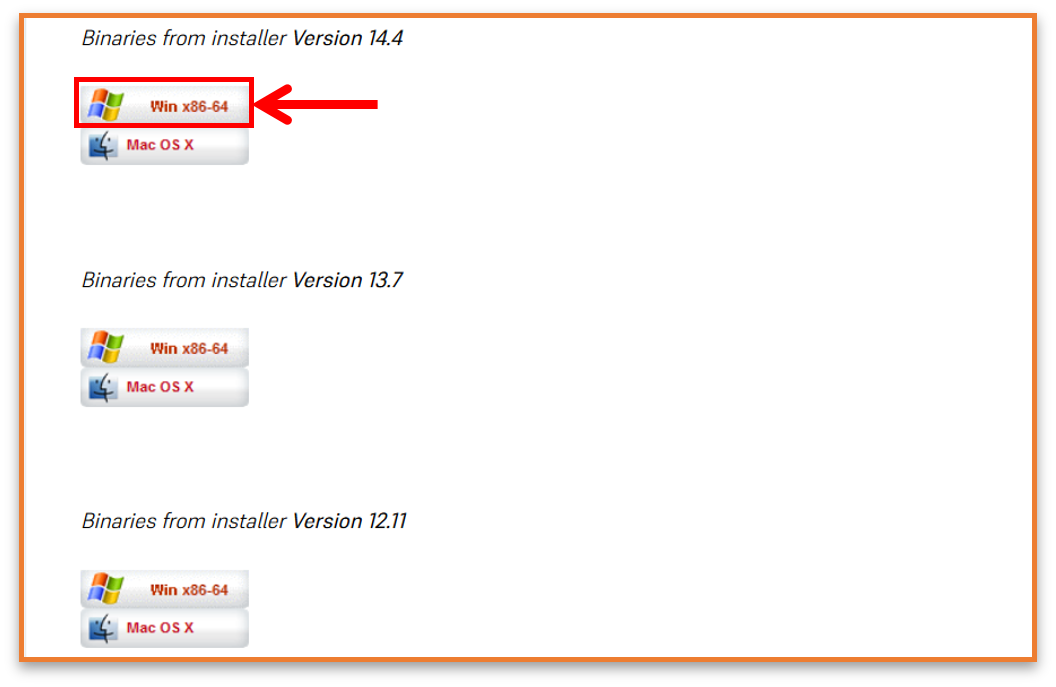 Binaries from installer Version 14.4
Win x86-64
Mac OS X
Binaries from installer Version 13.7
Win x86-64
Mac OS X
Binaries from installer Version 12.11
Win x86-64
Mac OS X